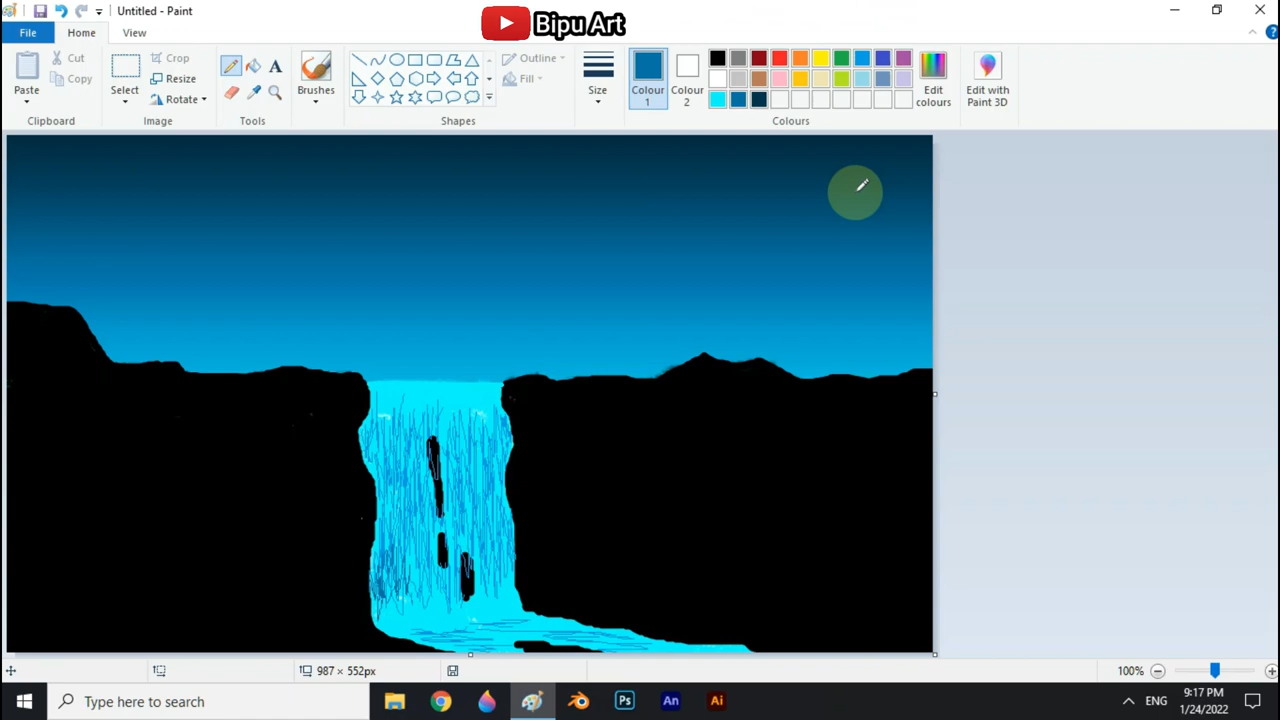 Untitled - Paint
Bipu Art
File
Home
View
Paste
Cut
Copy
Clipboard
Select
Crop
Resize
Rotate
Image
A
Tools
Brushes
Outline
Fill
Shapes
Size
Colour 1
Colour 2
Edit colours
Edit with Paint 3D
Colours
987 × 552px
100%
Type here to search
Ps
An
Ai
ENG
9:17 PM
1/24/2022